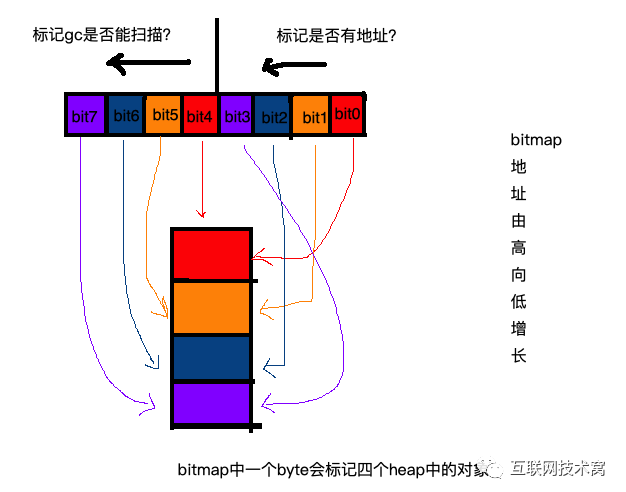 标记gc是否能扫描?
标记是否有地址?
bit7 bit6 bit5 bit4 bit3 bit2 bit1 bit0
bitmap
地
址
由
高
向
低
增
长
bitmap中一个byte会标记四个heap中的对象
互联网技术窝